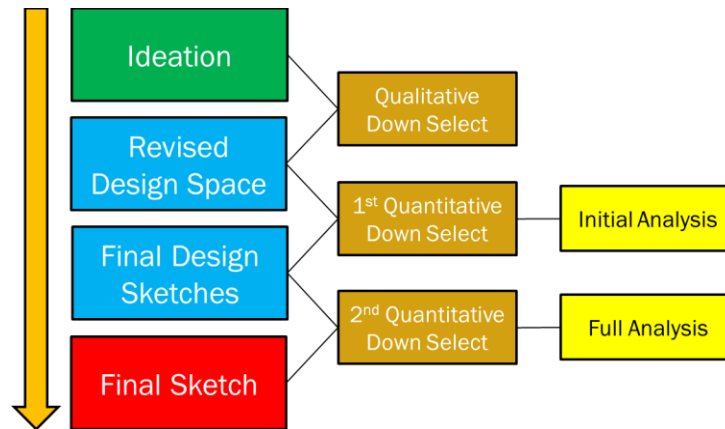 Ideation
Qualitative
Down Select
Revised
Design Space
1st Quantitative
Down Select
Initial Analysis
Final Design
Sketches
2nd Quantitative
Down Select
Full Analysis
Final Sketch